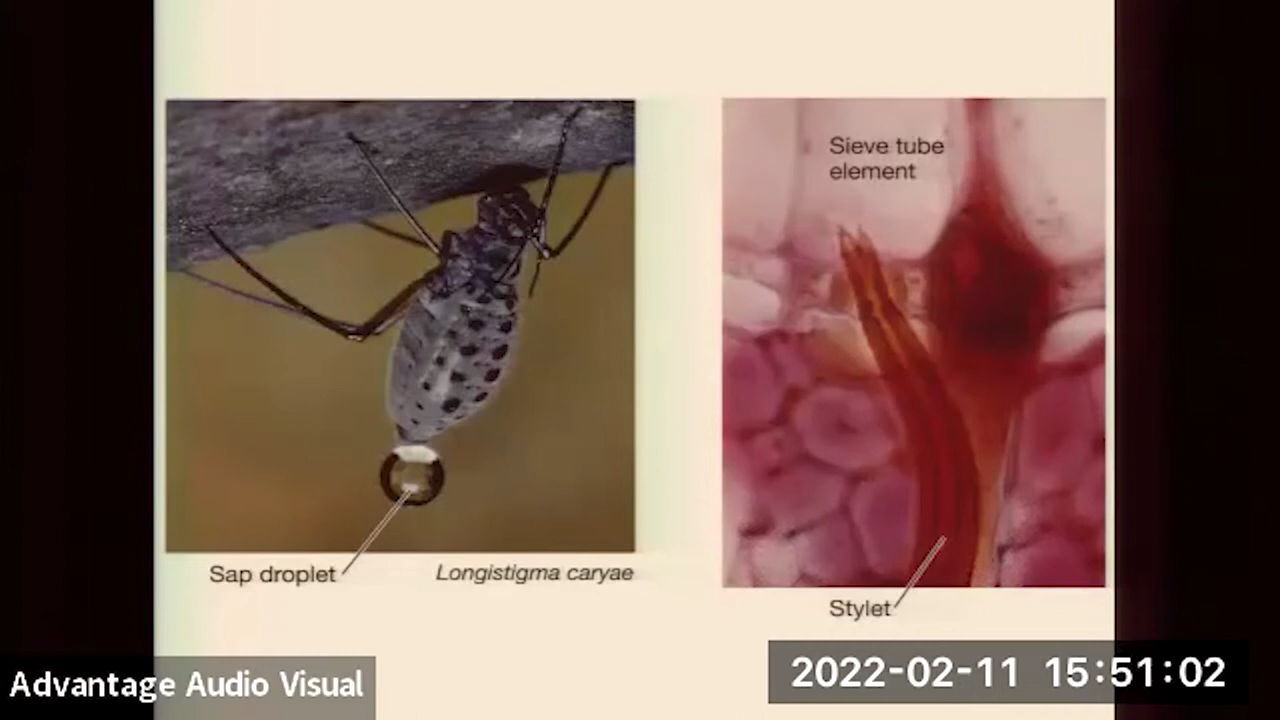 Sieve tube
element
Sap droplet
Longistigma caryae
Stylet
Advantage Audio Visual
2022-02-11 15:51:02